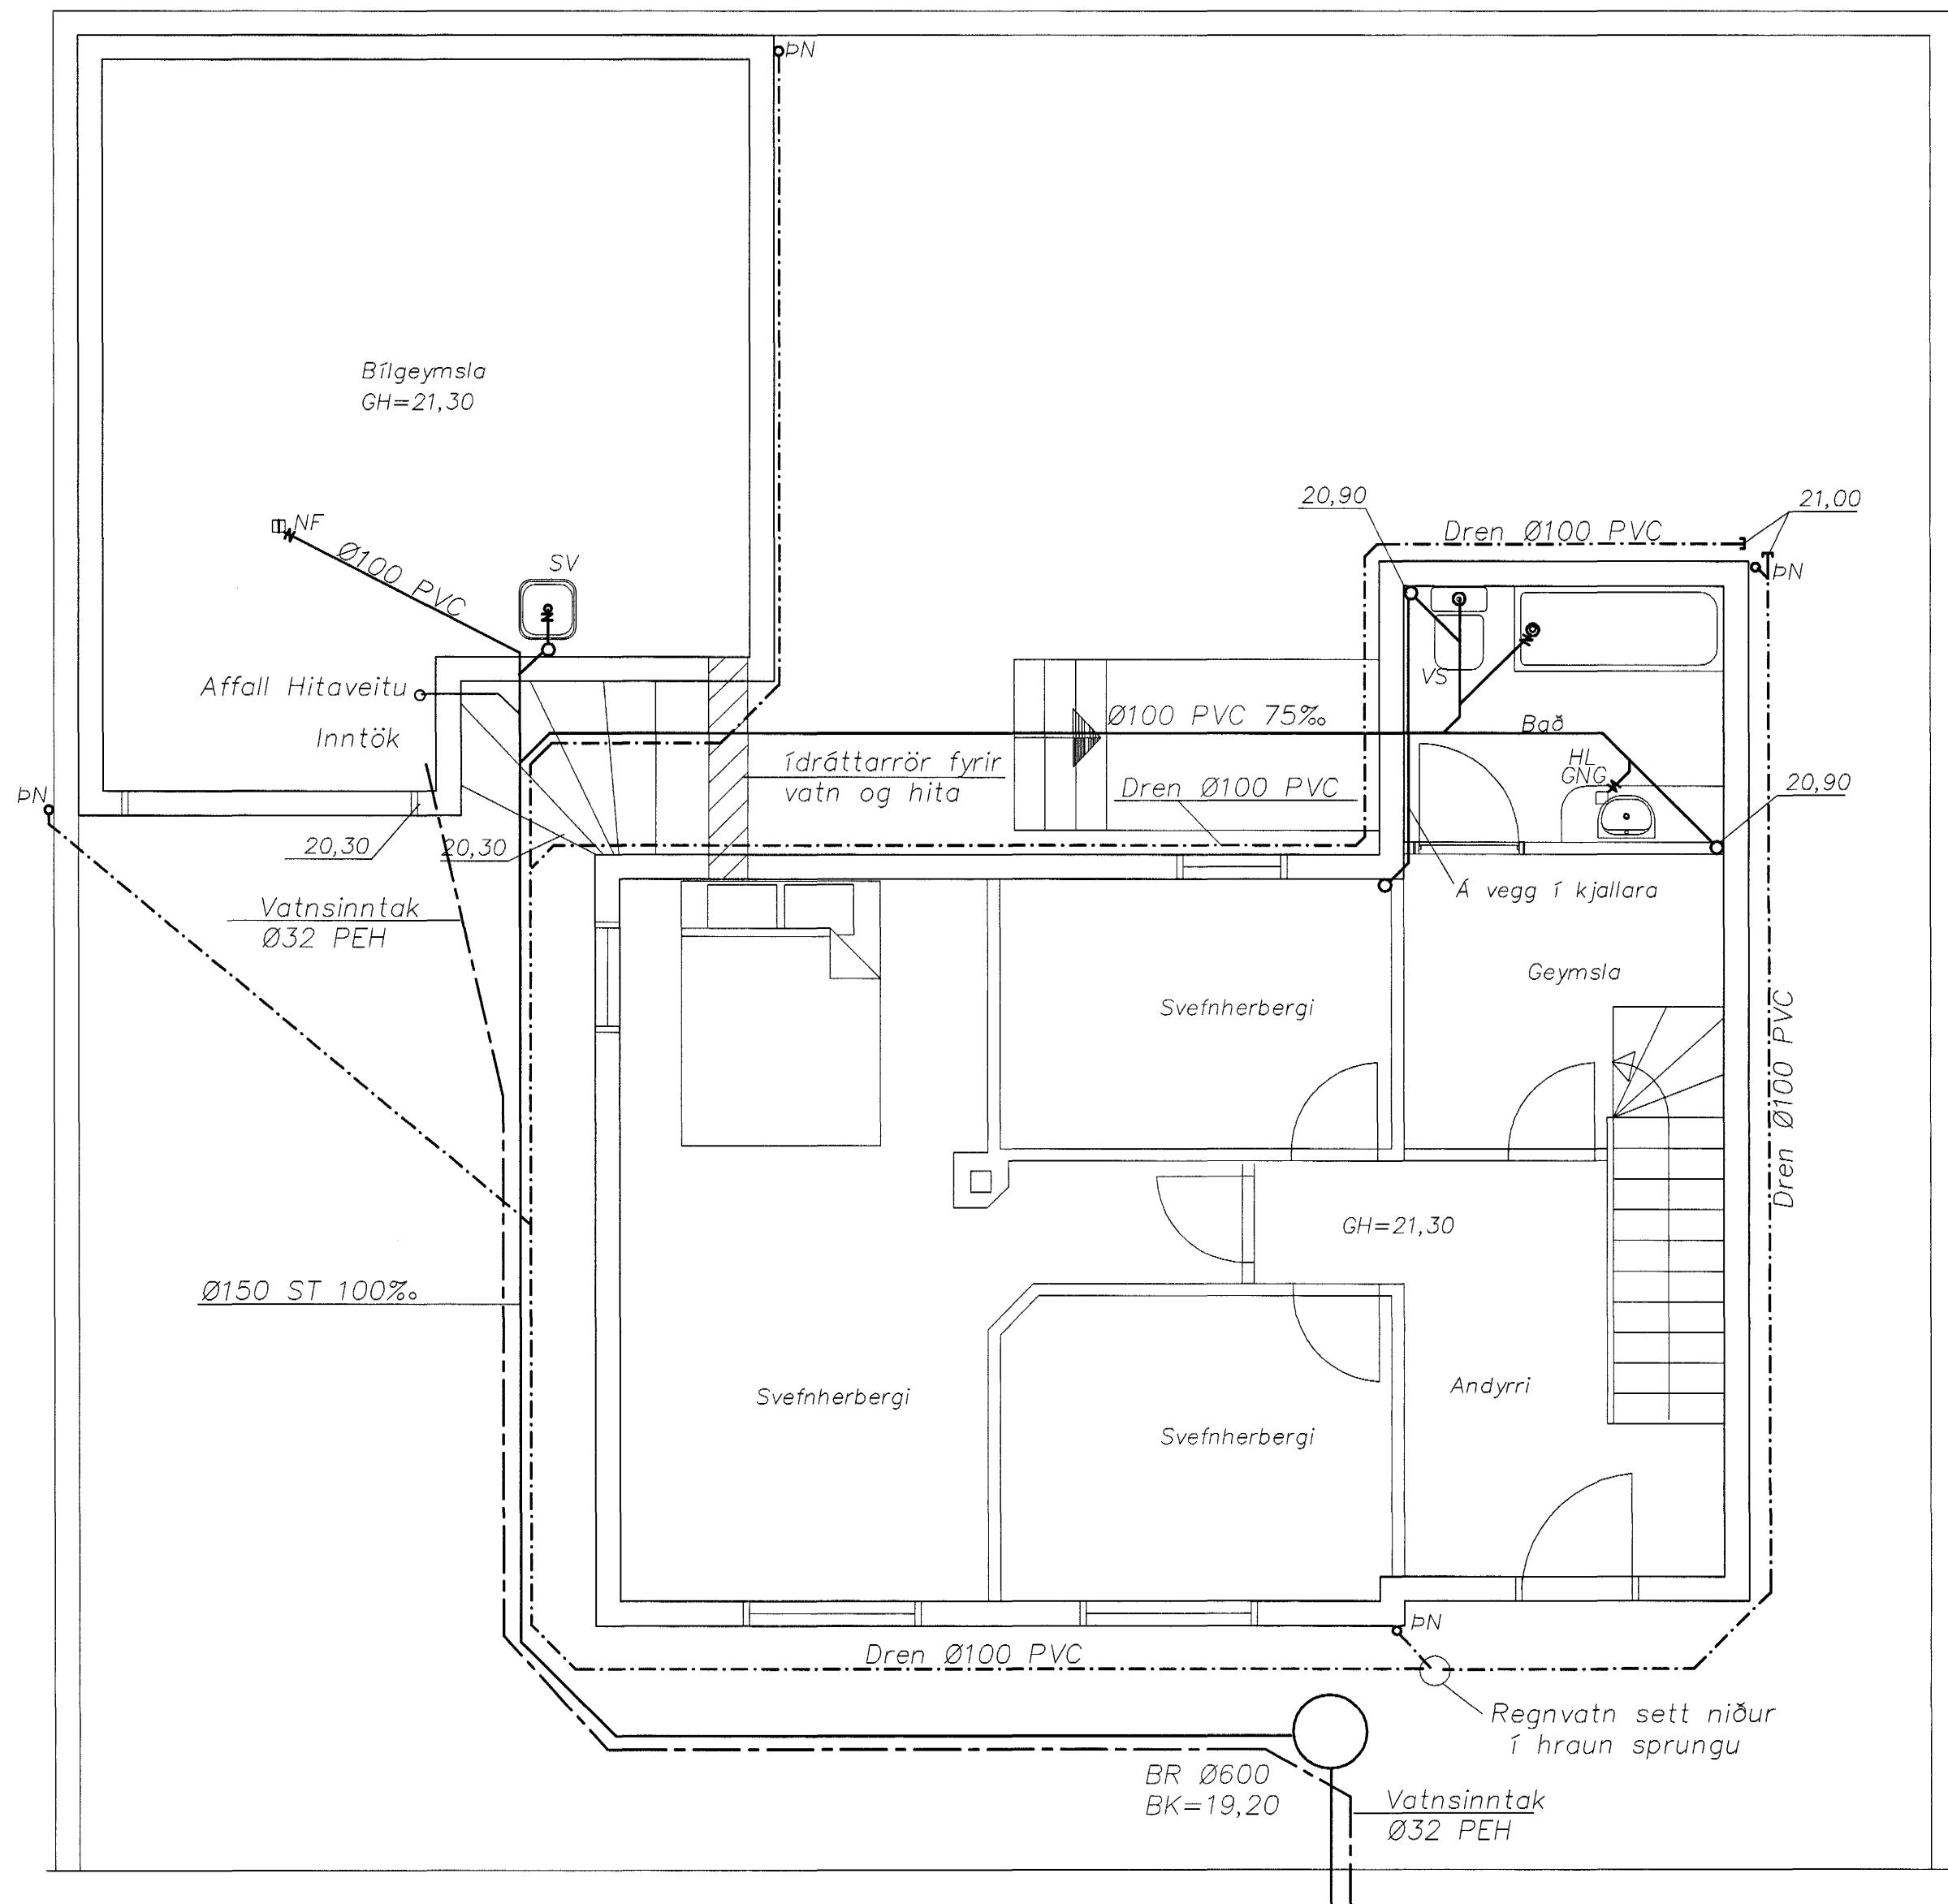 ÞN
Bílgeymsla
GH=21,30
NF
Ø100 PVC
SV
Affall Hitaveitu
Inntök
ÞN
20,30
20,30
Vatnsinntak
Ø32 PEH
Ø150 ST 100‰
20,90
Dren Ø100 PVC
21,00
ÞN
VS
Ø100 PVC 75‰
Bað
HL
GNG
20,90
ídráttarrör fyrir
vatn og hita
Dren Ø100 PVC
Á vegg í kjallara
Geymsla
Svefnherbergi
Dren Ø100 PVC
GH=21,30
Svefnherbergi
Svefnherbergi
Andyrri
ÞN
Dren Ø100 PVC
Regnvatn sett niður
í hraun sprungu
BR Ø600
BK=19,20
Vatnsinntak
Ø32 PEH